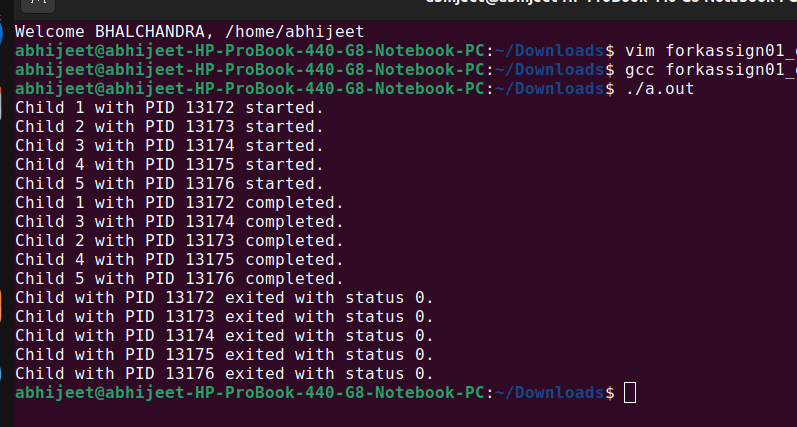 Welcome BHALCHANDRA, /home/abhijeet
abhijeet@abhijeet-HP-ProBook-440-G8-Notebook-PC:~/Downloads$ vim forkassign01_
abhijeet@abhijeet-HP-ProBook-440-G8-Notebook-PC:~/Downloads$ gcc forkassign01_
abhijeet@abhijeet-HP-ProBook-440-G8-Notebook-PC:~/Downloads$ ./a.out
Child 1 with PID 13172 started.
Child 2 with PID 13173 started.
Child 3 with PID 13174 started.
Child 4 with PID 13175 started.
Child 5 with PID 13176 started.
Child 1 with PID 13172 completed.
Child 3 with PID 13174 completed.
Child 2 with PID 13173 completed.
Child 4 with PID 13175 completed.
Child 5 with PID 13176 completed.
Child with PID 13172 exited with status 0.
Child with PID 13173 exited with status 0.
Child with PID 13174 exited with status 0.
Child with PID 13175 exited with status 0.
Child with PID 13176 exited with status 0.
abhijeet@abhijeet-HP-ProBook-440-G8-Notebook-PC:~/Downloads$